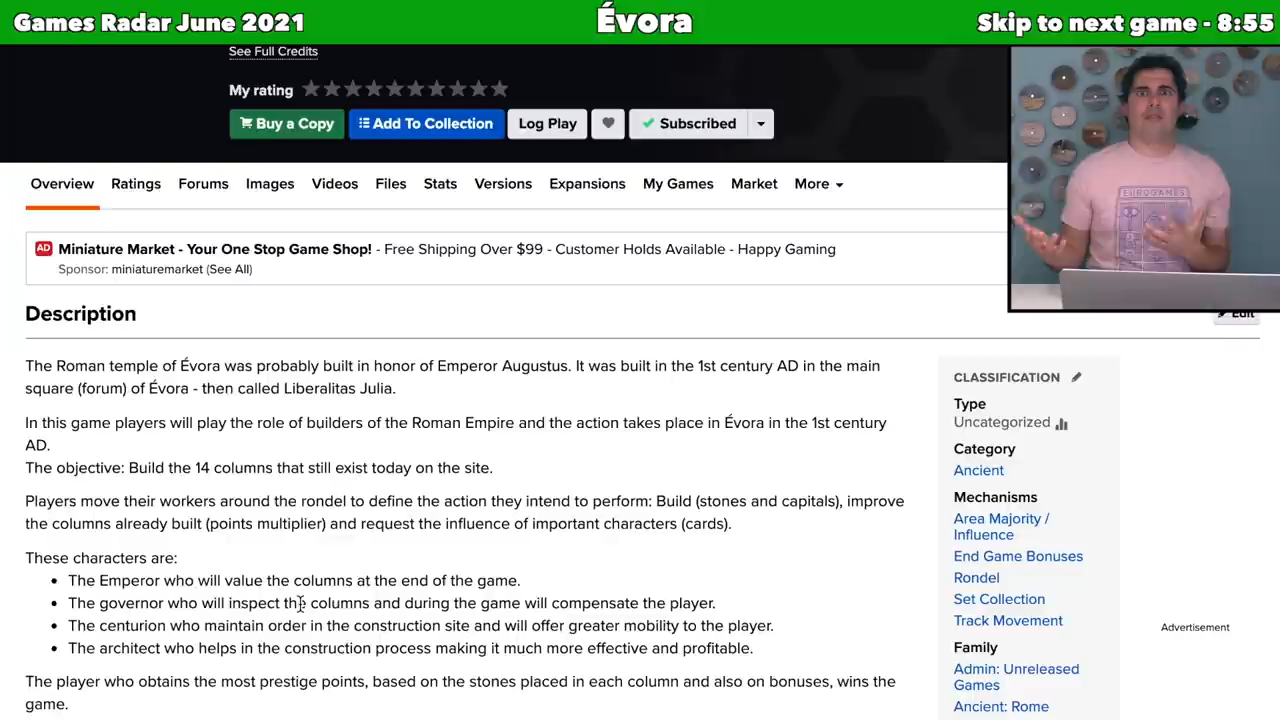 Games Radar June 2021
Évora
Skip to next game - 8:55
See Full Credits
My rating
Buy a Copy
Add To Collection
Log Play
Subscribed
Overview
Ratings
Forums
Images
Videos
Files
Stats
Versions
Expansions
My Games
Market
More
AD
Miniature Market - Your One Stop Game Shop! - Free Shipping Over $99 - Customer Holds Available - Happy Gaming
Sponsor: miniaturemarket (See All)
EUROGAMES
Edit
Description
The Roman temple of Évora was probably built in honor of Emperor Augustus. It was built in the 1st century AD in the main
square (forum) of Évora - then called Liberalitas Julia.
In this game players will play the role of builders of the Roman Empire and the action takes place in Évora in the 1st century
AD.
The objective: Build the 14 columns that still exist today on the site.
Players move their workers around the rondel to define the action they intend to perform: Build (stones and capitals), improve
the columns already built (points multiplier) and request the influence of important characters (cards).
These characters are:
• The Emperor who will value the columns at the end of the game.
• The governor who will inspect the columns and during the game will compensate the player.
• The centurion who maintain order in the construction site and will offer greater mobility to the player.
• The architect who helps in the construction process making it much more effective and profitable.
The player who obtains the most prestige points, based on the stones placed in each column and also on bonuses, wins the
game.
CLASSIFICATION
Type
Uncategorized
Category
Ancient
Mechanisms
Area Majority /
Influence
End Game Bonuses
Rondel
Set Collection
Track Movement
Family
Admin: Unreleased
Games
Ancient: Rome
Advertisement